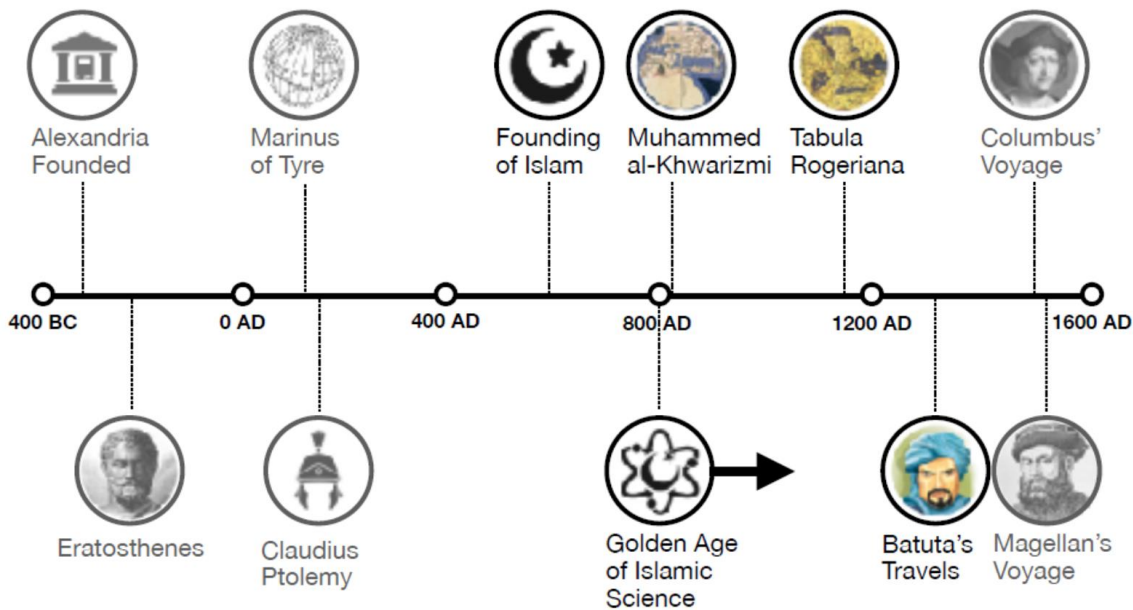 Alexandria
Founded
Marinus
of Tyre
Founding
of Islam
Muhammed
al-Khwarizmi
Tabula
Rogeriana
Columbus'
Voyage
400 BC
0 AD
400 AD
800 AD
1200 AD
1600 AD
Eratosthenes
Claudius
Ptolemy
Golden Age
of Islamic
Science
Batuta's
Travels
Magellan's
Voyage